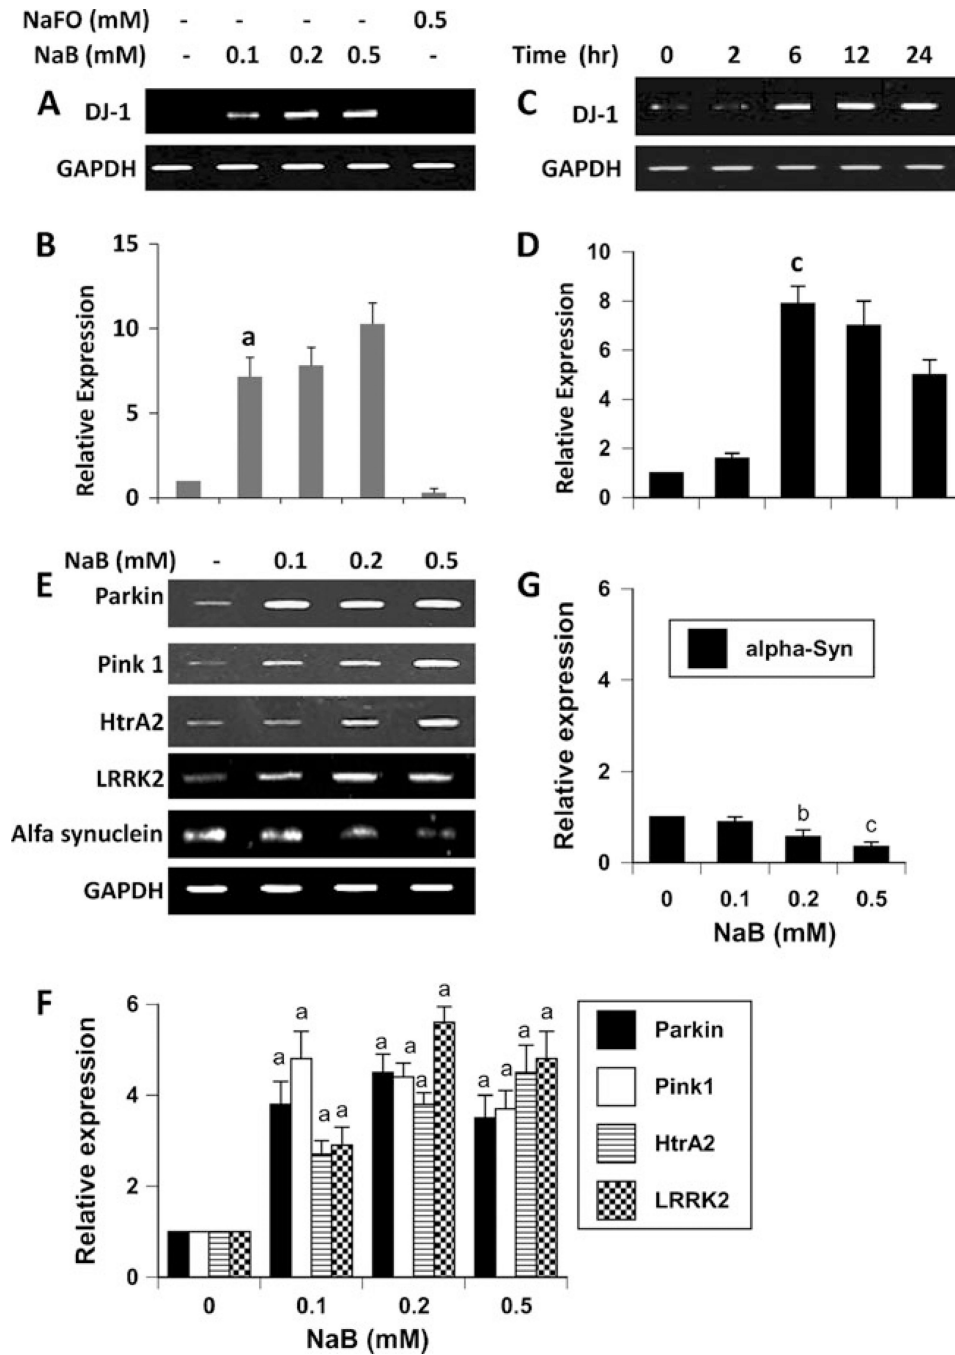 NaFO (mM) - - - - 0.5
NaB (mM) - 0.1 0.2 0.5 -
A DJ-1
GAPDH
Time (hr) 0 2 6 12 24
C DJ-1
GAPDH
B
Relative Expression
15
10
5
0
a
D
Relative Expression
10
8
6
4
2
0
c
NaB (mM) - 0.1 0.2 0.5
E Parkin
Pink 1
HtrA2
LRRK2
Alfa synuclein
GAPDH
G
Relative expression
6
4
2
0
alpha-Syn
b c
0 0.1 0.2 0.5
NaB (mM)
F
Relative expression
6
4
2
0
a a a a
a a a a
a a a a
0 0.1 0.2 0.5
NaB (mM)
Parkin
Pink1
HtrA2
LRRK2